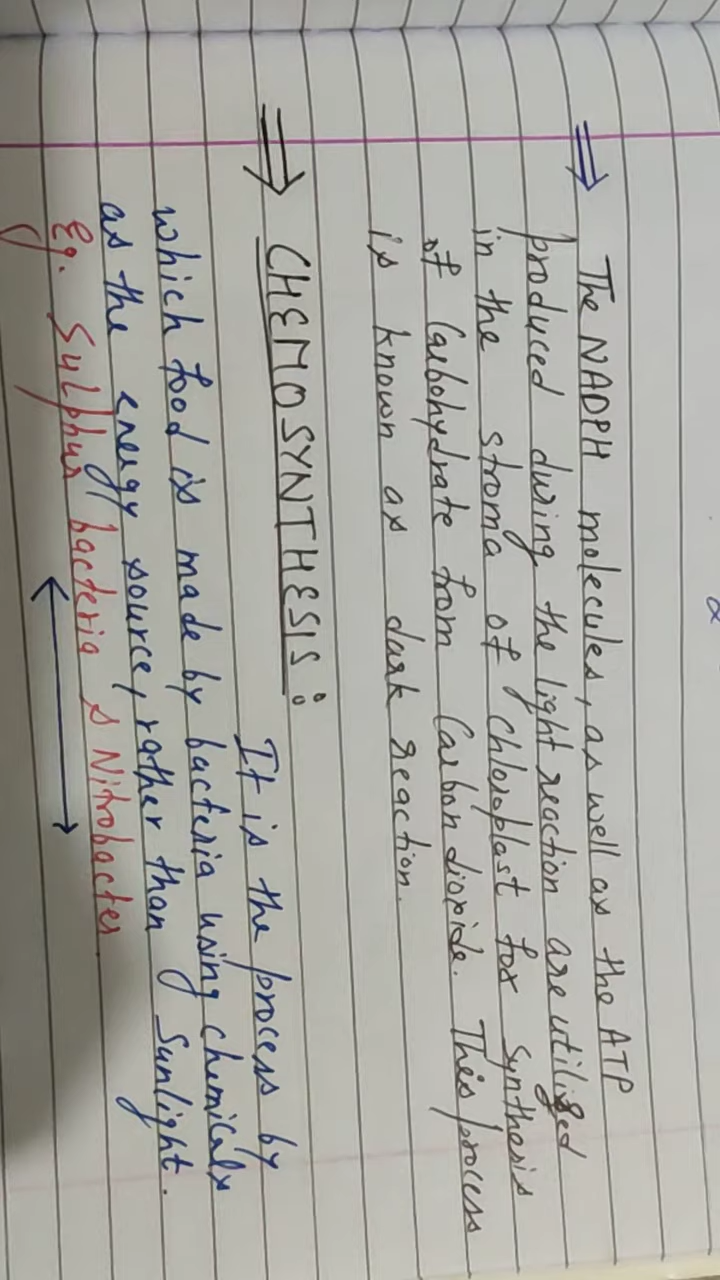 ⇒ The NADPH molecules, as well as the ATP
produced during the light reaction are utilized
in the stroma of chloroplast for synthesis
of Carbohydrate from Carbon dioxide. This process
is known as dark reaction.
⇒ CHEMOSYNTHESIS:
It is the process by
which food is made by bacteria using chemicals
as the energy source, rather than Sunlight.
Eg. Sulphur bacteria & Nitrobacter